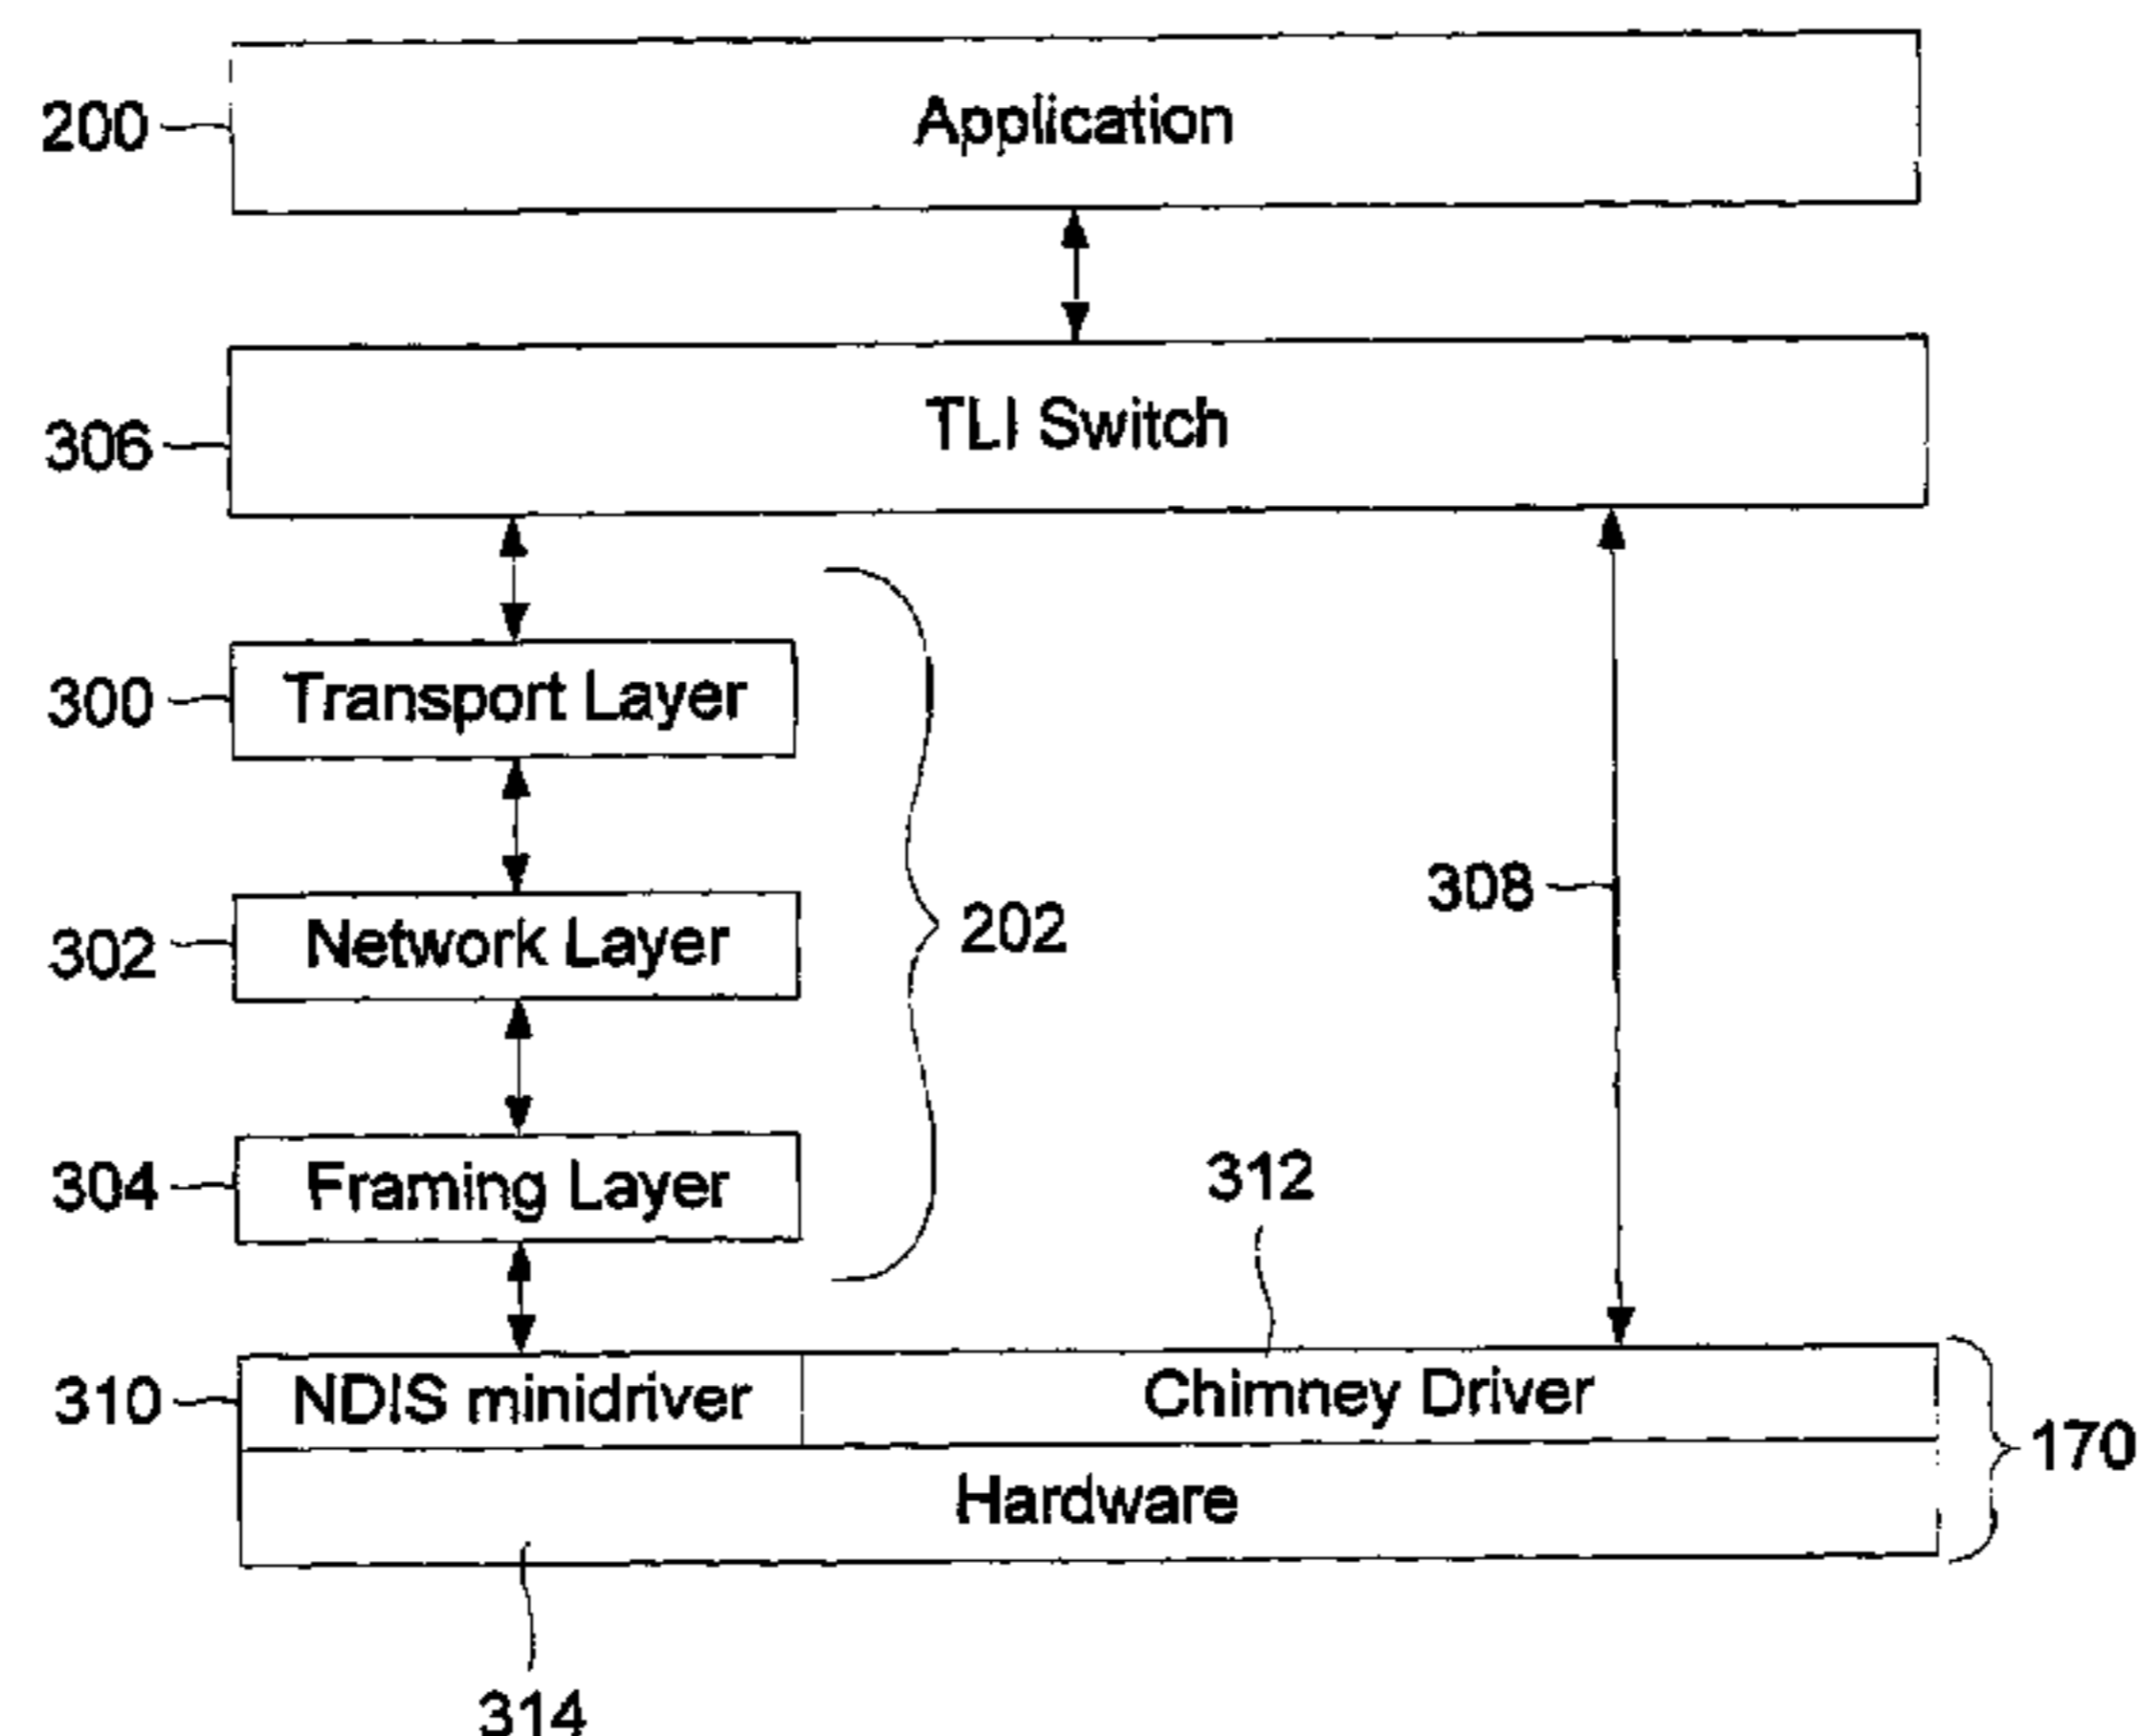 200
Application
306
TLI Switch
300
Transport Layer
302
Network Layer
202
308
304
Framing Layer
312
310
NDIS minidriver
Chimney Driver
170
Hardware
314